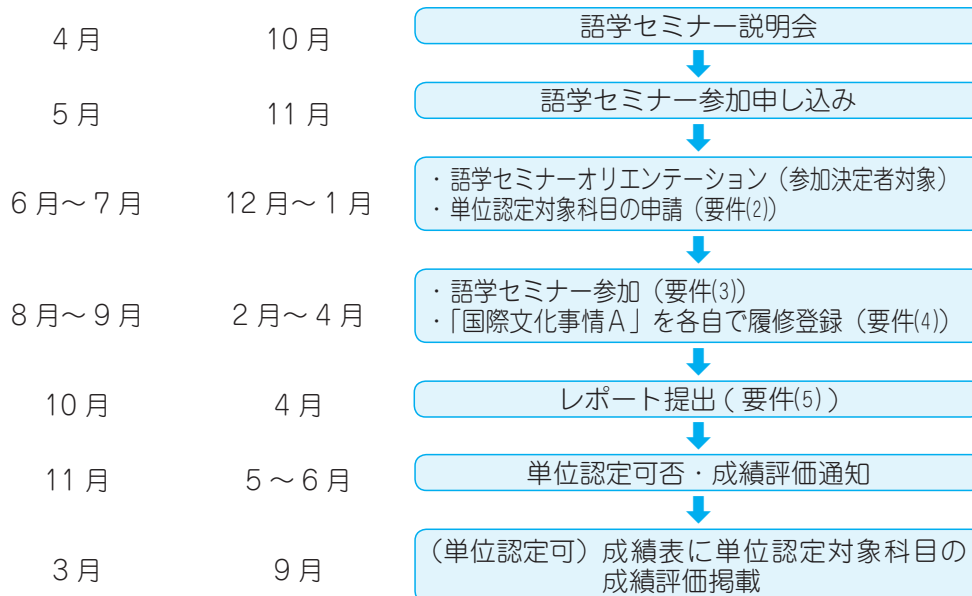 4月 10月 語学セミナー説明会
5月 11月 語学セミナー参加申し込み
6月～7月 12月～1月 ・語学セミナーオリエンテーション（参加決定者対象）
・単位認定対象科目の申請（要件(2)）
8月～9月 2月～4月 ・語学セミナー参加（要件(3)）
・「国際文化事情Ａ」を各自で履修登録（要件(4)）
10月 4月 レポート提出（要件(5)）
11月 5～6月 単位認定可否・成績評価通知
3月 9月 （単位認定可）成績表に単位認定対象科目の
成績評価掲載